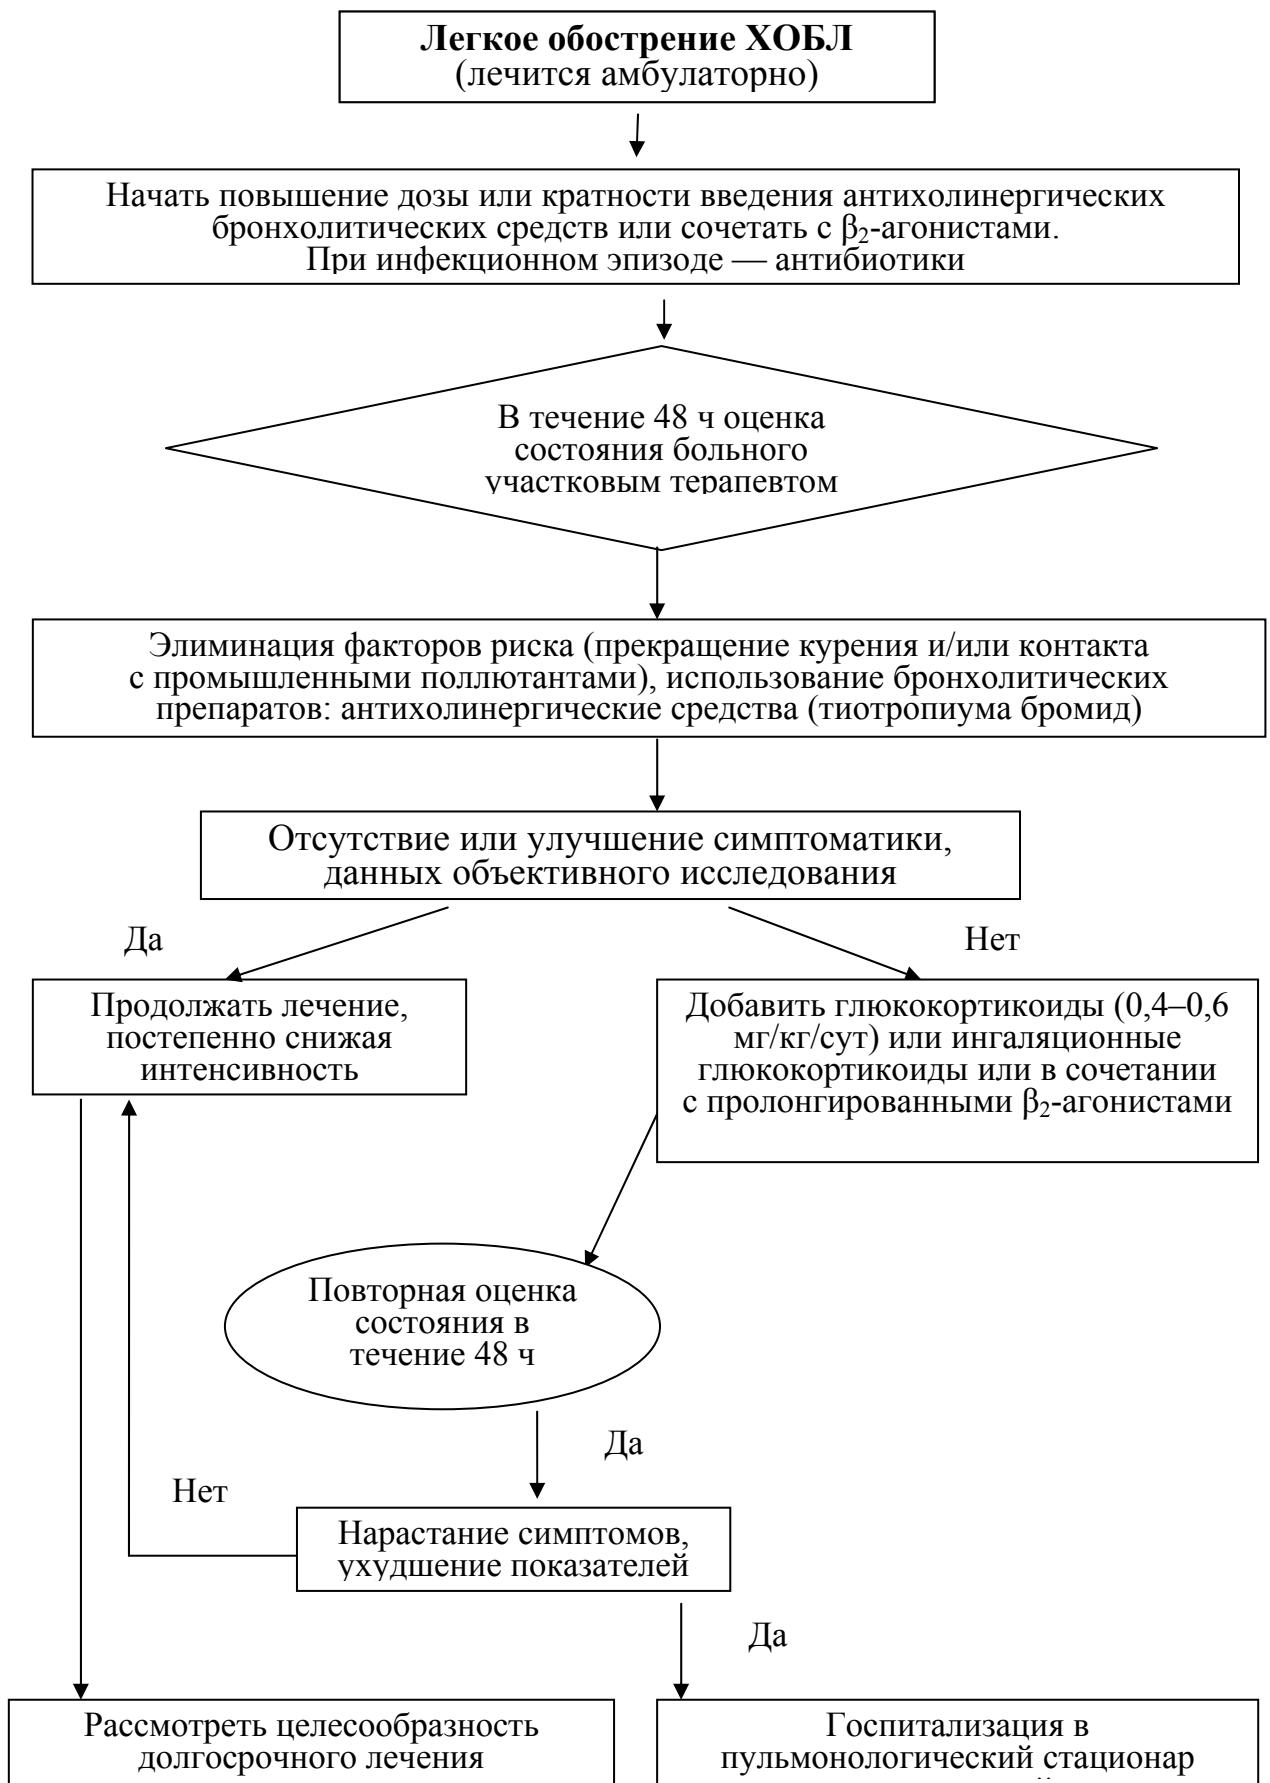 Легкое обострение ХОБЛ
(лечится амбулаторно)
Начать повышение дозы или кратности введения антихолинергических
бронхолитических средств или сочетать с β₂-агонистами.
При инфекционном эпизоде — антибиотики
В течение 48 ч оценка
состояния больного
участковым терапевтом
Элиминация факторов риска (прекращение курения и/или контакта
с промышленными поллютантами), использование бронхолитических
препаратов: антихолинергические средства (тиотропиума бромид)
Отсутствие или улучшение симптоматики,
данных объективного исследования
Да
Нет
Продолжать лечение,
постепенно снижая
интенсивность
Добавить глюкокортикоиды (0,4–0,6
мг/кг/сут) или ингаляционные
глюкокортикоиды или в сочетании
с пролонгированными β₂-агонистами
Повторная оценка
состояния в
течение 48 ч
Да
Нет
Нарастание симптомов,
ухудшение показателей
Да
Рассмотреть целесообразность
долгосрочного лечения
Госпитализация в
пульмонологический стационар